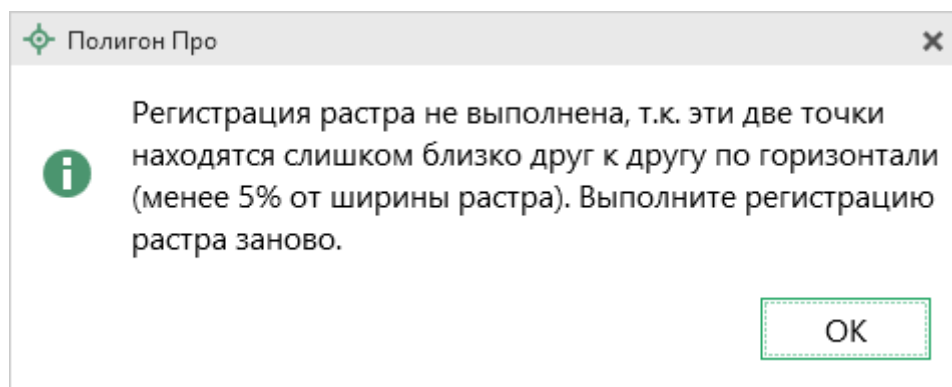 Полигон Про
Регистрация растра не выполнена, т.к. эти две точки
находятся слишком близко друг к другу по горизонтали
(менее 5% от ширины растра). Выполните регистрацию
растра заново.
ОК